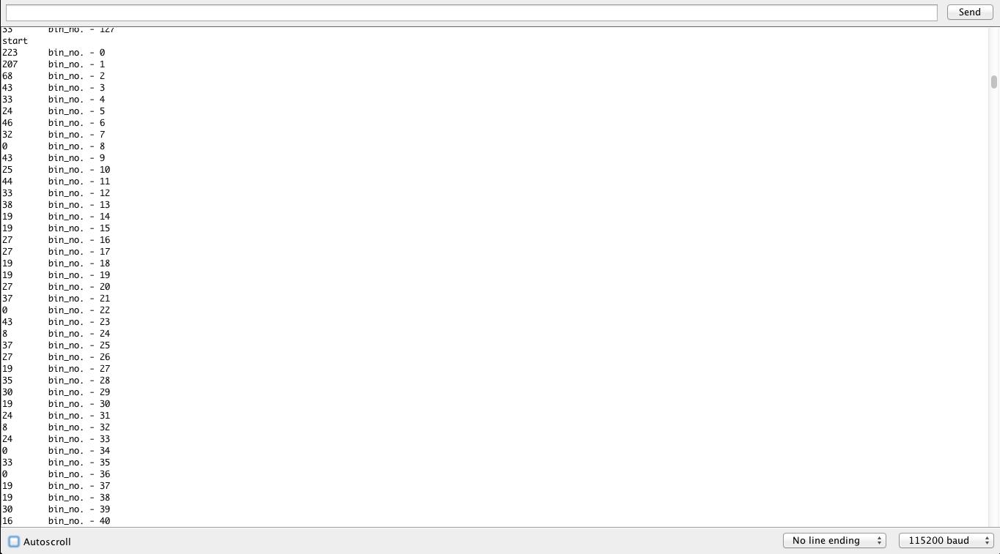 Send
33 bin_no. - 127
start
223 bin_no. - 0
207 bin_no. - 1
68 bin_no. - 2
43 bin_no. - 3
33 bin_no. - 4
24 bin_no. - 5
46 bin_no. - 6
32 bin_no. - 7
0 bin_no. - 8
43 bin_no. - 9
25 bin_no. - 10
44 bin_no. - 11
33 bin_no. - 12
38 bin_no. - 13
19 bin_no. - 14
19 bin_no. - 15
27 bin_no. - 16
27 bin_no. - 17
19 bin_no. - 18
19 bin_no. - 19
27 bin_no. - 20
37 bin_no. - 21
0 bin_no. - 22
43 bin_no. - 23
8 bin_no. - 24
37 bin_no. - 25
27 bin_no. - 26
19 bin_no. - 27
35 bin_no. - 28
30 bin_no. - 29
19 bin_no. - 30
24 bin_no. - 31
8 bin_no. - 32
24 bin_no. - 33
0 bin_no. - 34
33 bin_no. - 35
0 bin_no. - 36
19 bin_no. - 37
19 bin_no. - 38
30 bin_no. - 39
16 bin_no. - 40
Autoscroll
No line ending
115200 baud